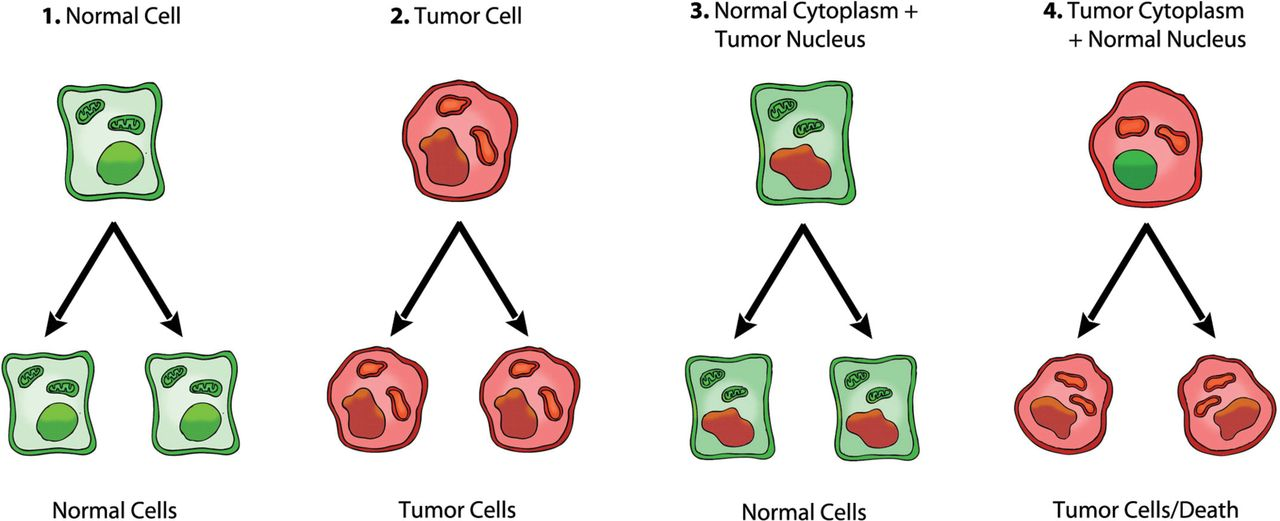 1. Normal Cell
2. Tumor Cell
3. Normal Cytoplasm +
Tumor Nucleus
4. Tumor Cytoplasm
+ Normal Nucleus
Normal Cells
Tumor Cells
Normal Cells
Tumor Cells/Death